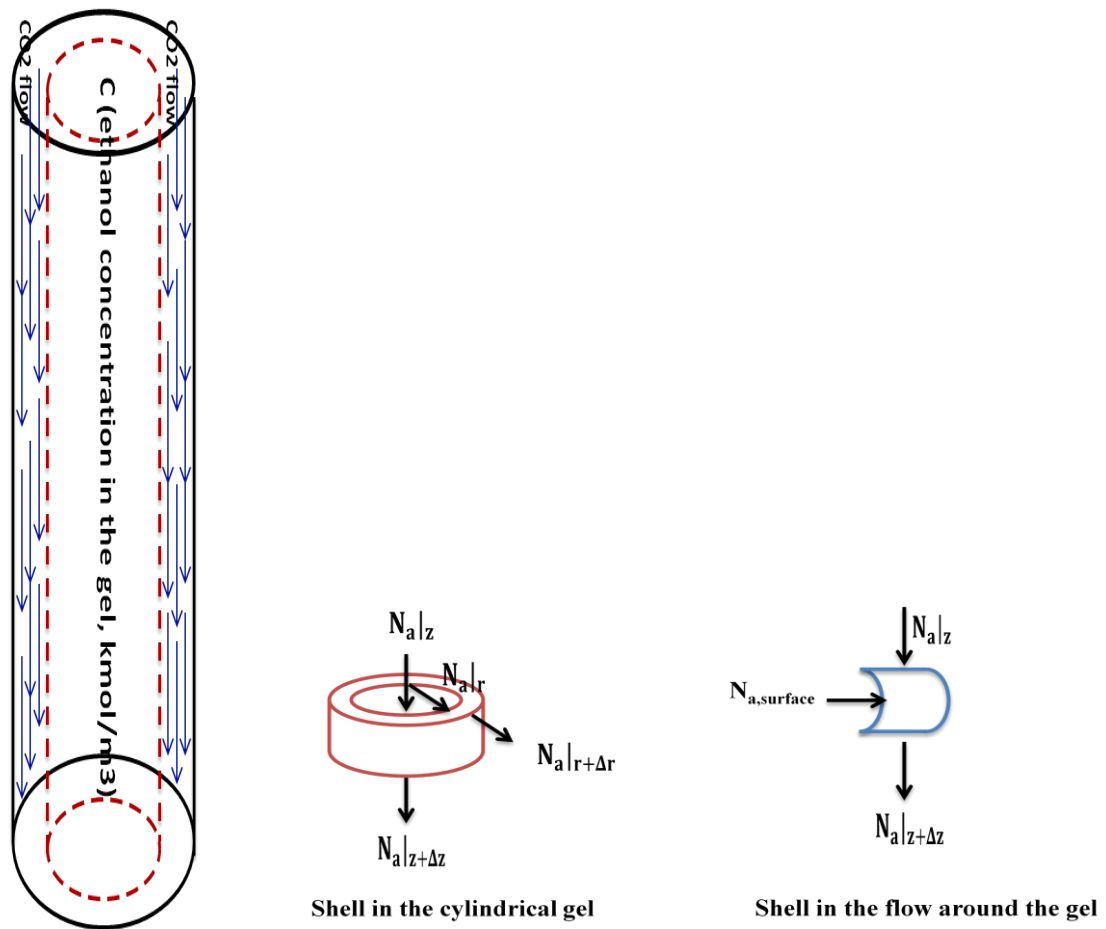 CO2 flow
CO2 flow
C (ethanol concentration in the gel, kmol/m3)
Nₐ|z
Nₐ|r
Nₐ|r+Δr
Nₐ|z+Δz
Shell in the cylindrical gel
Nₐ|z
Nₐ,surface
Nₐ|z+Δz
Shell in the flow around the gel